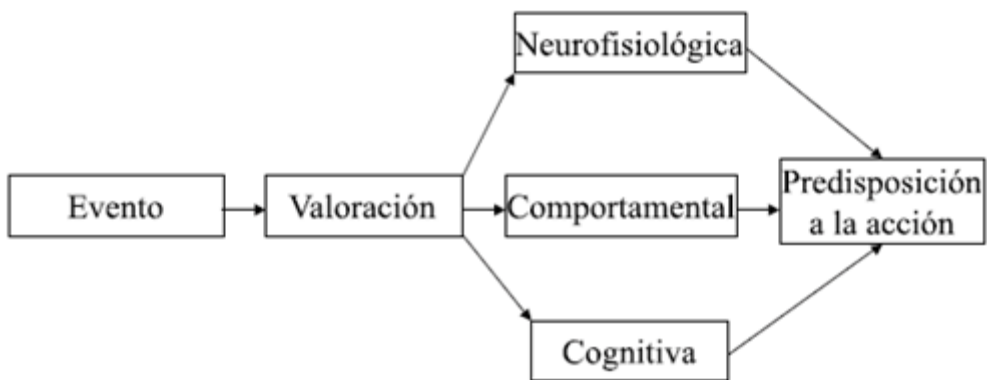 Neurofisiológica
Evento
Valoración
Comportamental
Predisposición
a la acción
Cognitiva